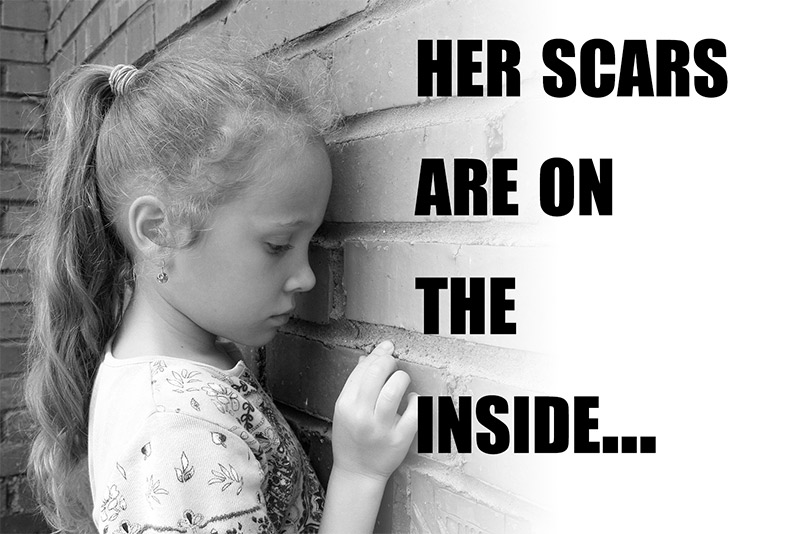 HER SCARS
ARE ON
THE
INSIDE...